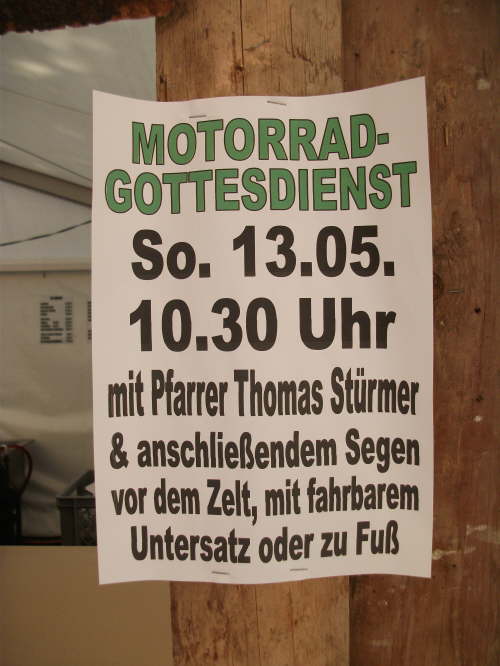 MOTORRAD-
GOTTESDIENST
So. 13.05.
10.30 Uhr
mit Pfarrer Thomas Stürmer
& anschließendem Segen
vor dem Zelt, mit fahrbarem
Untersatz oder zu Fuß